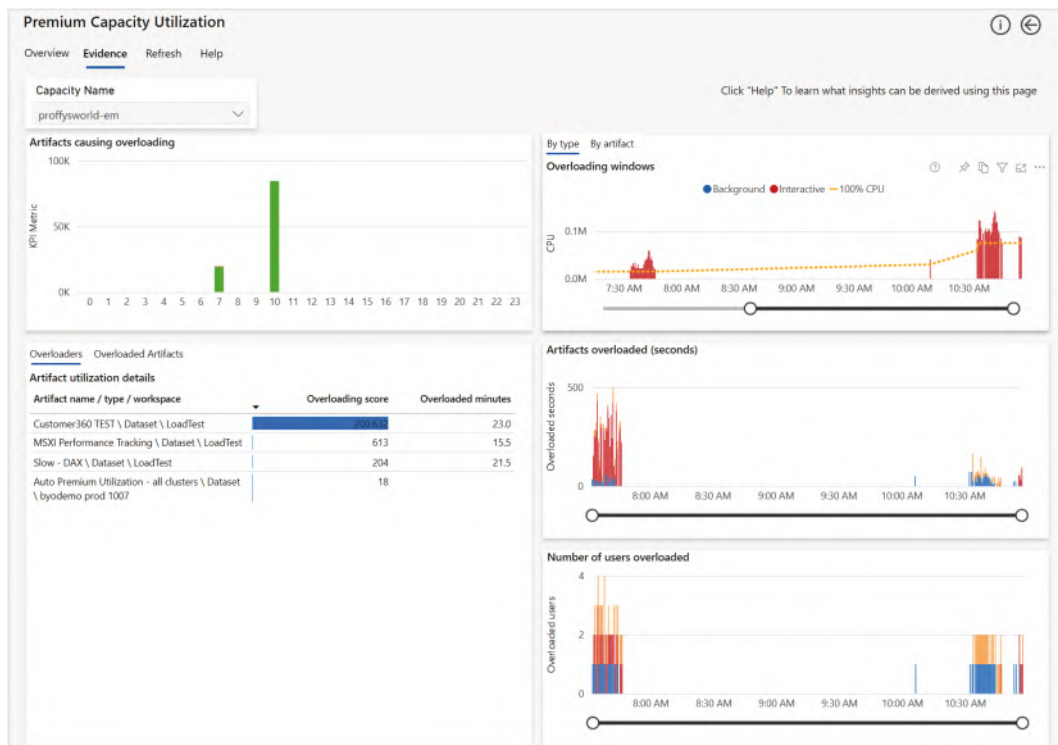 Premium Capacity Utilization
Overview Evidence Refresh Help
Capacity Name
proffysworld-em
Click "Help" To learn what insights can be derived using this page
Artifacts causing overloading
100K
50K
0K
KPI Metric
0 1 2 3 4 5 6 7 8 9 10 11 12 13 14 15 16 17 18 19 20 21 22 23
By type By artifact
Overloading windows
Background Interactive 100% CPU
0.1M
0.0M
CPU
7:30 AM 8:00 AM 8:30 AM 9:00 AM 9:30 AM 10:00 AM 10:30 AM
Overloaders Overloaded Artifacts
Artifact utilization details
Artifact name / type / workspace Overloading score Overloaded minutes
Customer360 TEST \ Dataset \ LoadTest 200,632 23.0
MSXI Performance Tracking \ Dataset \ LoadTest 613 15.5
Slow - DAX \ Dataset \ LoadTest 204 21.5
Auto Premium Utilization - all clusters \ Dataset 18
\ byodemo prod 1007
Artifacts overloaded (seconds)
500
0
Overloaded seconds
8:00 AM 8:30 AM 9:00 AM 9:30 AM 10:00 AM 10:30 AM
Number of users overloaded
4
2
0
Overloaded users
8:00 AM 8:30 AM 9:00 AM 9:30 AM 10:00 AM 10:30 AM